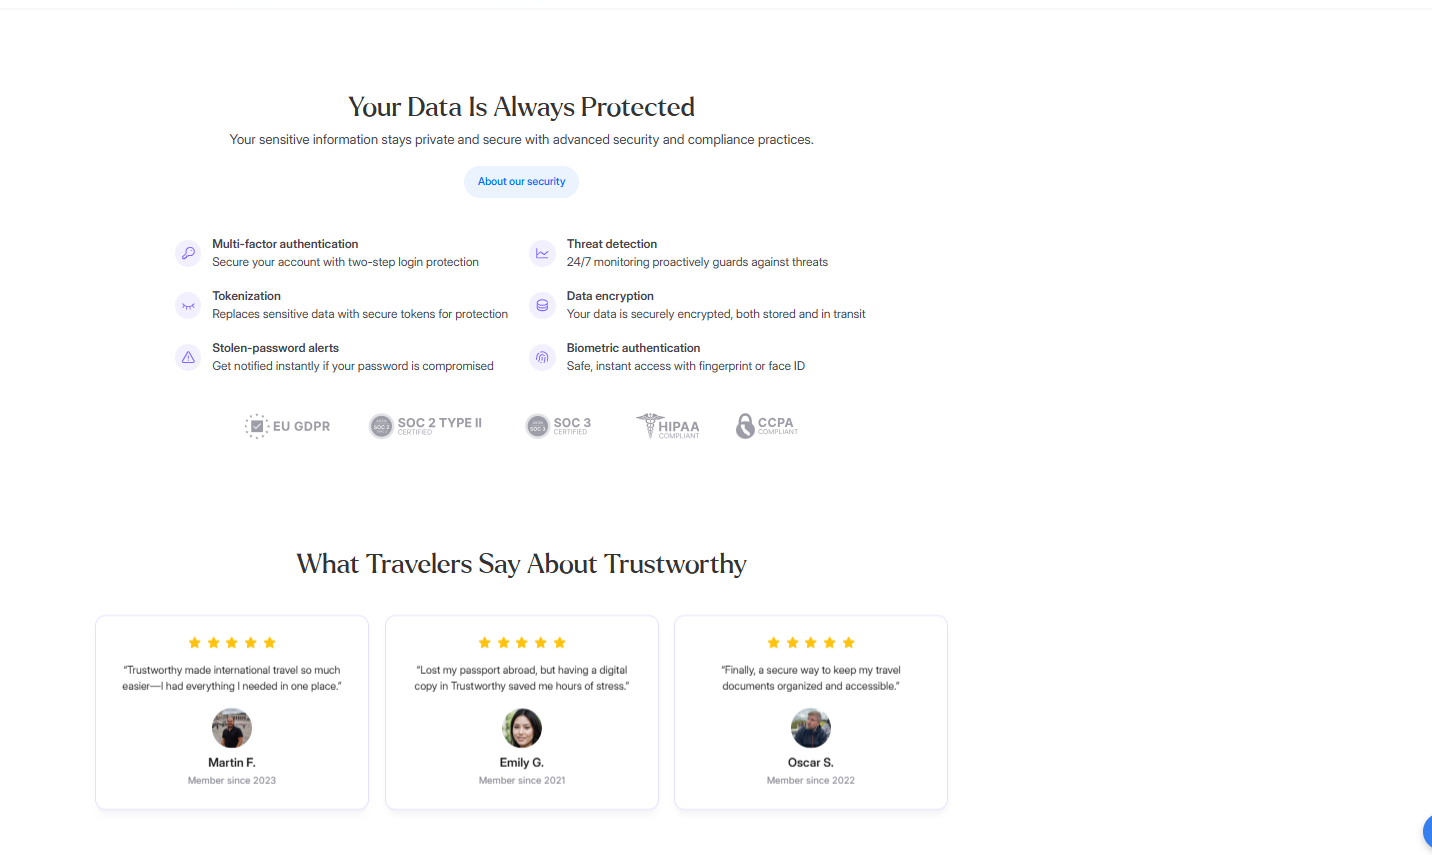 Your Data Is Always Protected
Your sensitive information stays private and secure with advanced security and compliance practices.
About our security
Multi-factor authentication
Secure your account with two-step login protection
Threat detection
24/7 monitoring proactively guards against threats
Tokenization
Replaces sensitive data with secure tokens for protection
Data encryption
Your data is securely encrypted, both stored and in transit
Stolen-password alerts
Get notified instantly if your password is compromised
Biometric authentication
Safe, instant access with fingerprint or face ID
EU GDPR
SOC 2
SOC 2 TYPE II
CERTIFIED
SOC 3
SOC 3
CERTIFIED
HIPAA
COMPLIANT
CCPA
COMPLIANT
What Travelers Say About Trustworthy
“Trustworthy made international travel so much
easier—I had everything I needed in one place.”
Martin F.
Member since 2023
“Lost my passport abroad, but having a digital
copy in Trustworthy saved me hours of stress.”
Emily G.
Member since 2021
“Finally, a secure way to keep my travel
documents organized and accessible.”
Oscar S.
Member since 2022